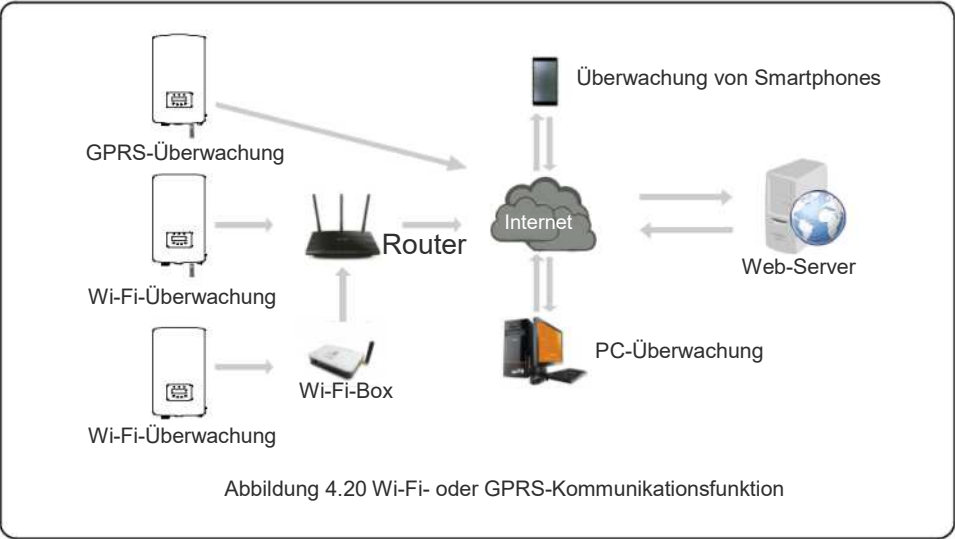 Überwachung von Smartphones
GPRS-Überwachung
Internet
Router
Web-Server
Wi-Fi-Überwachung
PC-Überwachung
Wi-Fi-Box
Wi-Fi-Überwachung
Abbildung 4.20 Wi-Fi- oder GPRS-Kommunikationsfunktion